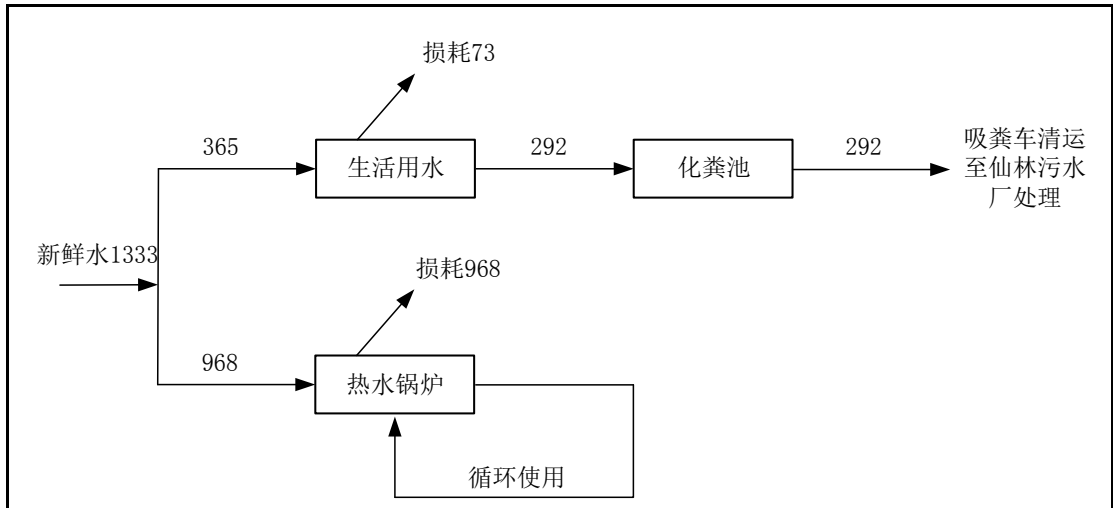 损耗73
365
生活用水
292
化粪池
292
吸粪车清运
至仙林污水
厂处理
新鲜水1333
损耗968
968
热水锅炉
循环使用